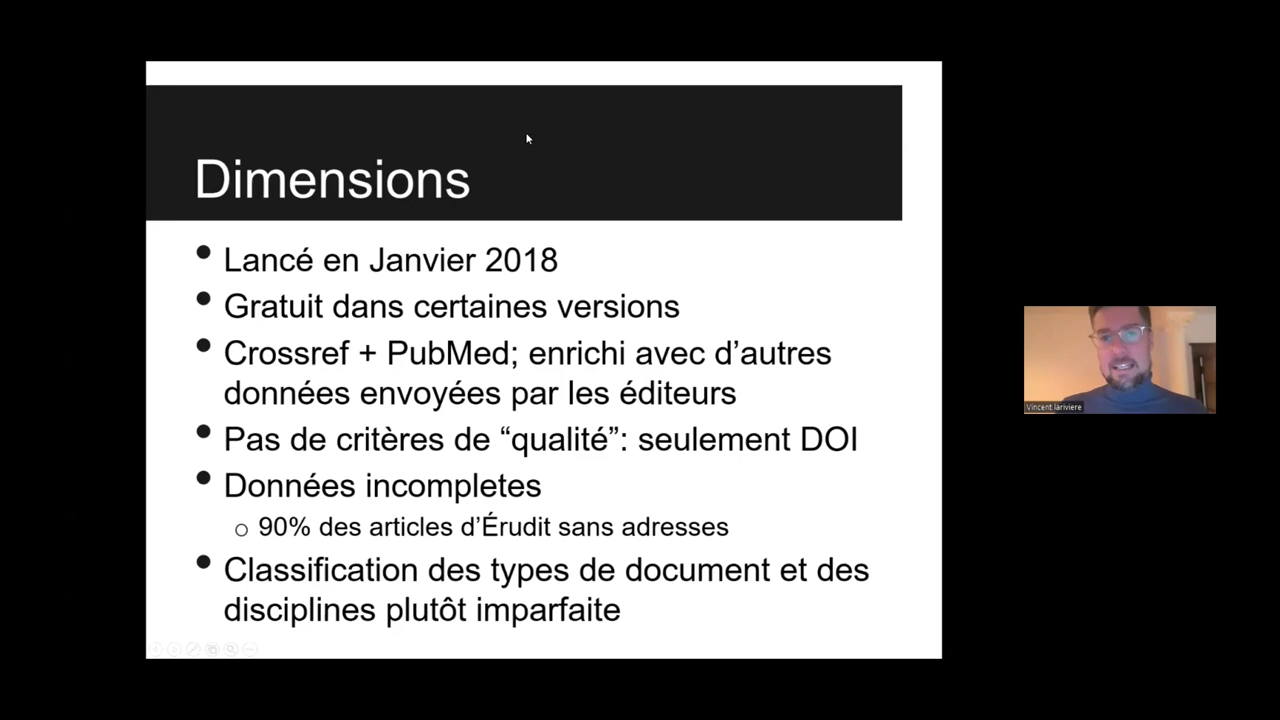 Dimensions
Lancé en Janvier 2018
Gratuit dans certaines versions
Crossref + PubMed; enrichi avec d’autres
données envoyées par les éditeurs
Pas de critères de “qualité”: seulement DOI
Données incompletes
90% des articles d’Érudit sans adresses
Classification des types de document et des
disciplines plutôt imparfaite
Vincent lariviere